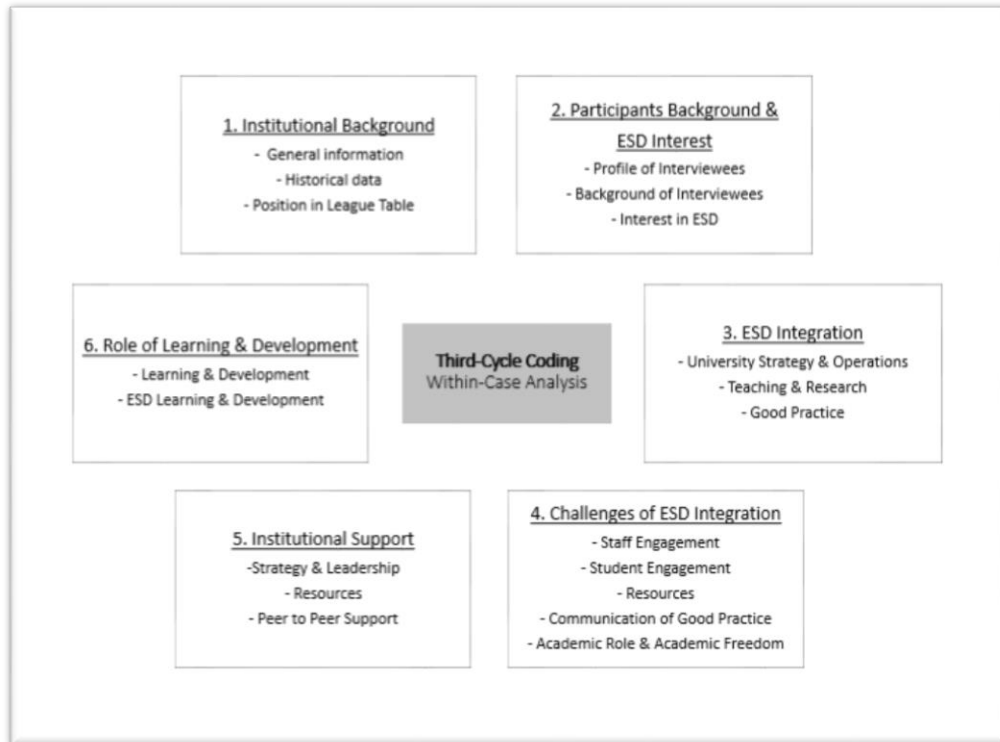 1. Institutional Background
- General information
- Historical data
- Position in League Table
2. Participants Background &
ESD Interest
- Profile of Interviewees
- Background of Interviewees
- Interest in ESD
3. ESD Integration
- University Strategy & Operations
- Teaching & Research
- Good Practice
4. Challenges of ESD Integration
- Staff Engagement
- Student Engagement
- Resources
- Communication of Good Practice
- Academic Role & Academic Freedom
5. Institutional Support
-Strategy & Leadership
- Resources
- Peer to Peer Support
6. Role of Learning & Development
- Learning & Development
- ESD Learning & Development
Third-Cycle Coding
Within-Case Analysis